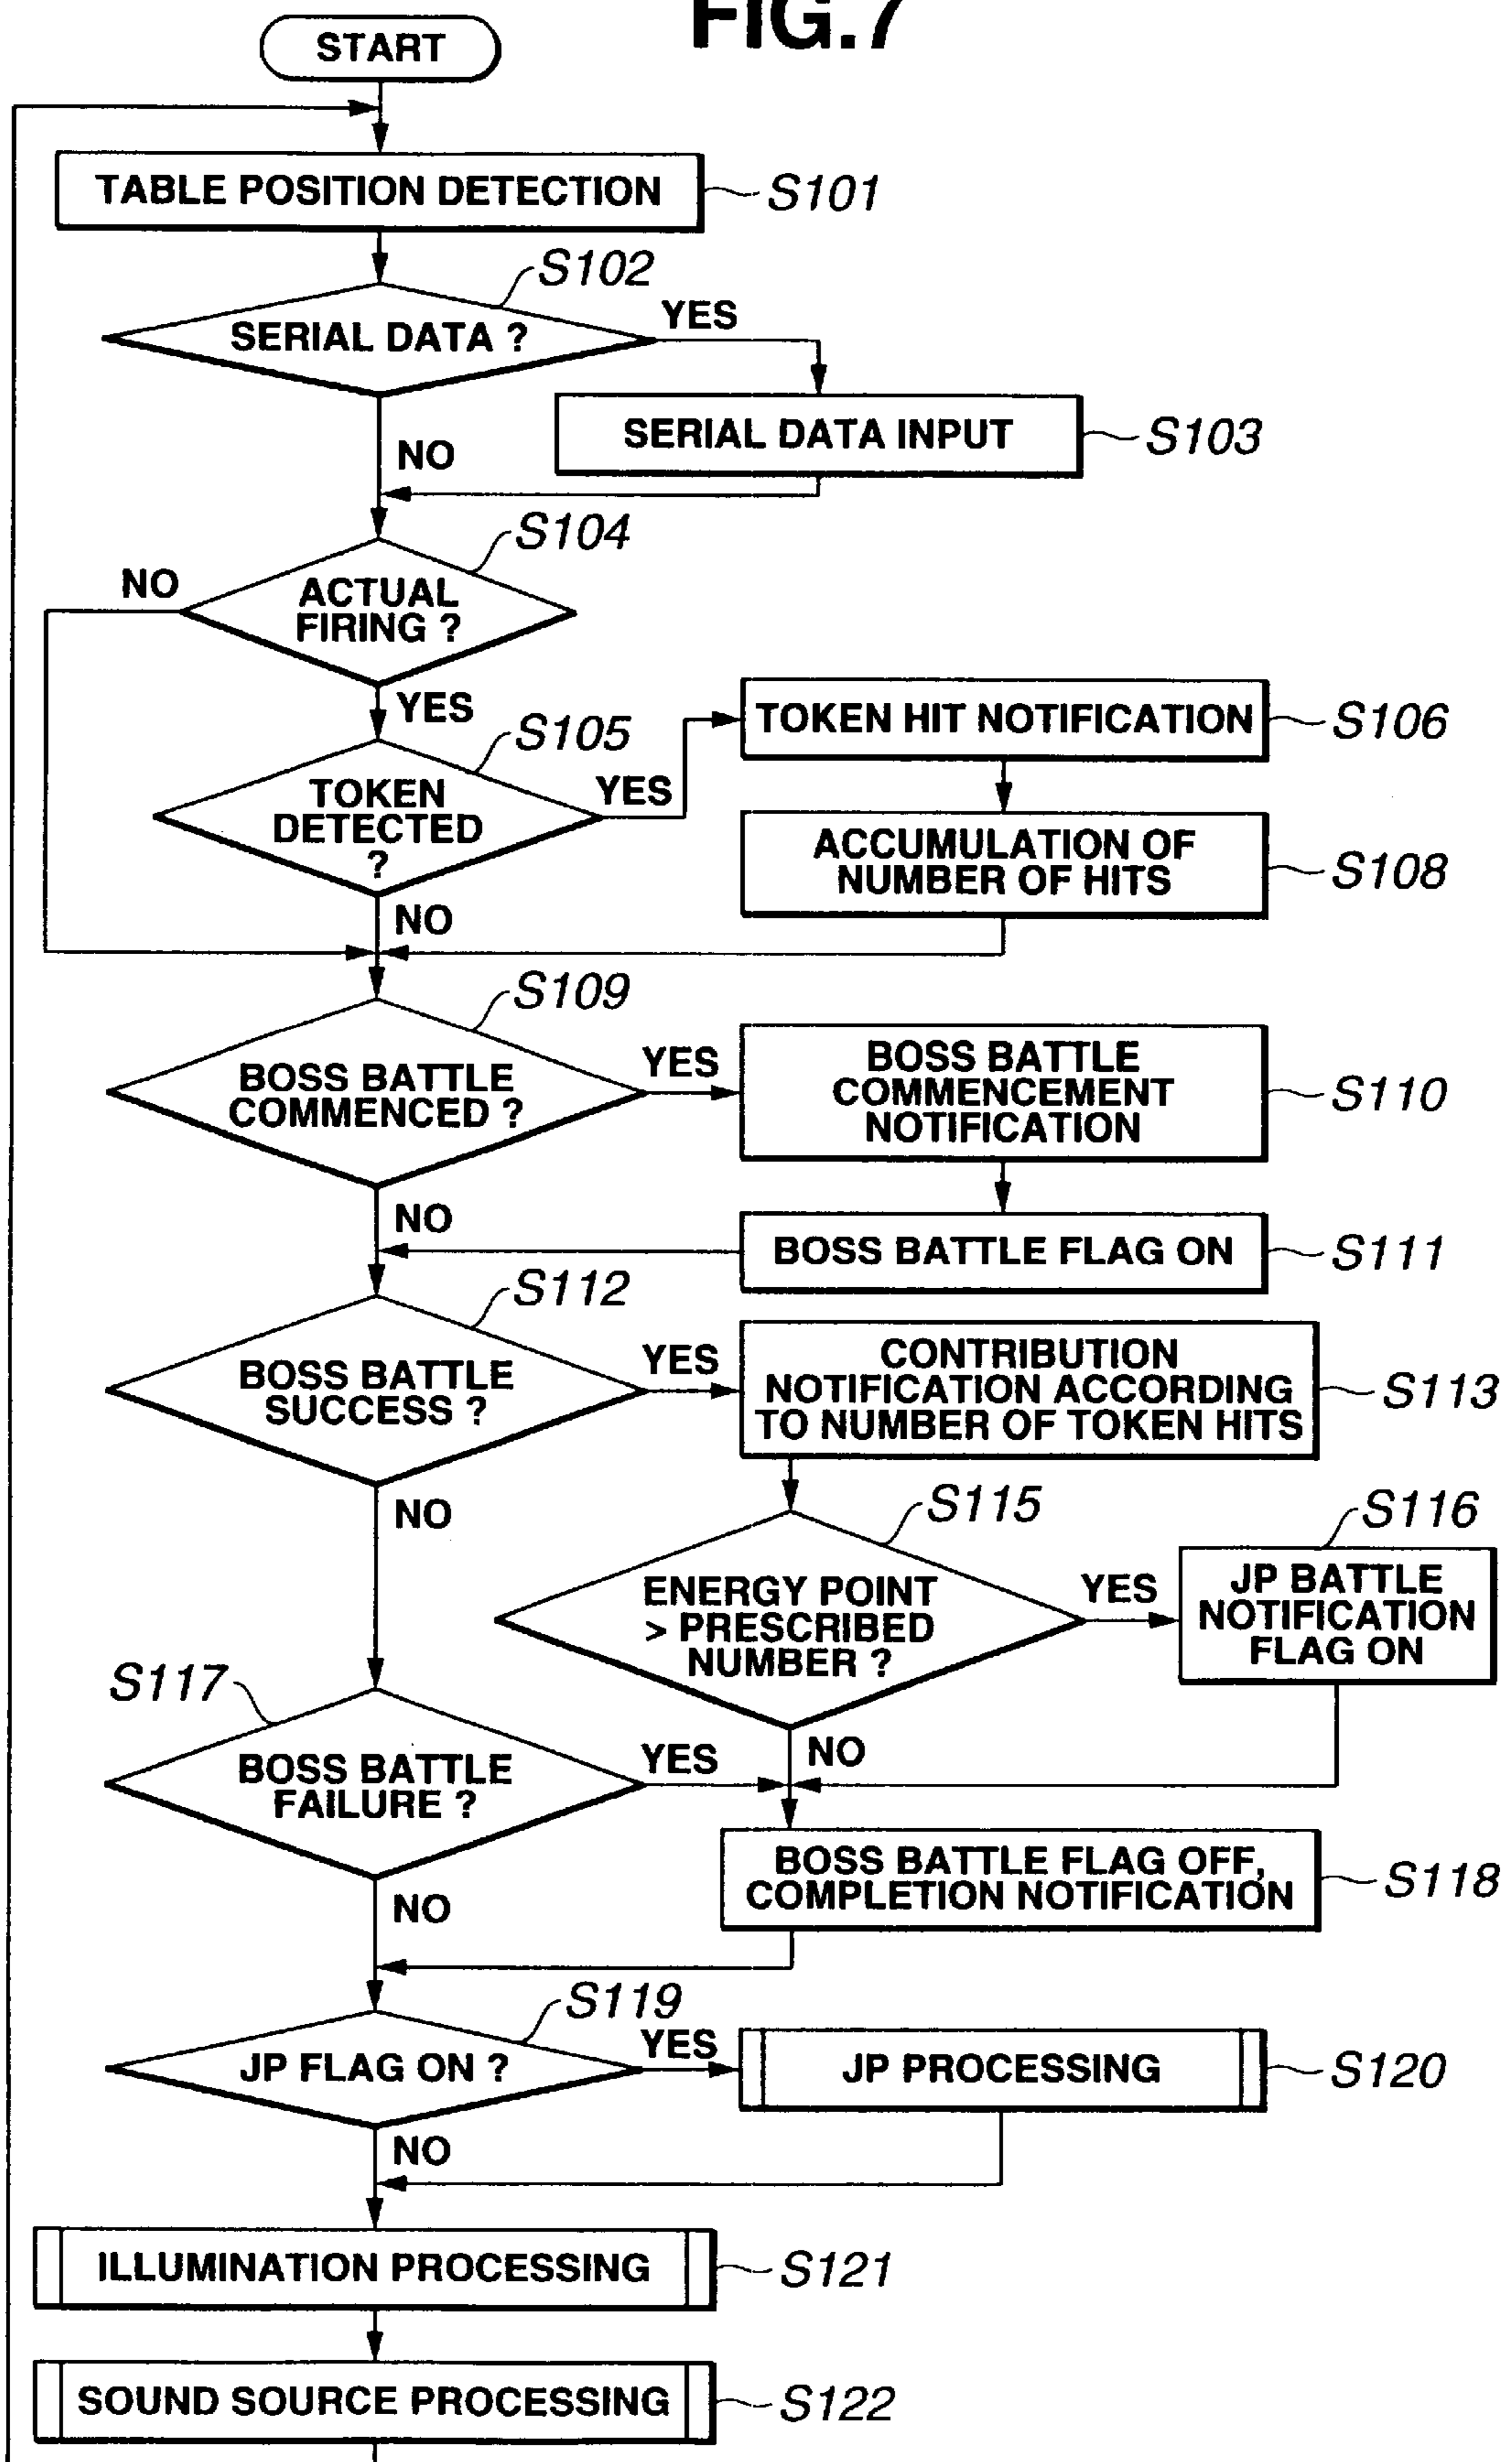 FIG.7
START
TABLE POSITION DETECTION
S101
S102
SERIAL DATA ?
YES
SERIAL DATA INPUT
S103
NO
S104
NO
ACTUAL
FIRING ?
YES
S105
TOKEN
DETECTED
?
YES
TOKEN HIT NOTIFICATION
S106
ACCUMULATION OF
NUMBER OF HITS
S108
NO
S109
BOSS BATTLE
COMMENCED ?
YES
BOSS BATTLE
COMMENCEMENT
NOTIFICATION
S110
NO
BOSS BATTLE FLAG ON
S111
S112
BOSS BATTLE
SUCCESS ?
YES
CONTRIBUTION
NOTIFICATION ACCORDING
TO NUMBER OF TOKEN HITS
S113
NO
S115
ENERGY POINT
> PRESCRIBED
NUMBER ?
YES
S116
JP BATTLE
NOTIFICATION
FLAG ON
S117
BOSS BATTLE
FAILURE ?
YES
NO
BOSS BATTLE FLAG OFF,
COMPLETION NOTIFICATION
S118
NO
S119
JP FLAG ON ?
YES
JP PROCESSING
S120
NO
ILLUMINATION PROCESSING
S121
SOUND SOURCE PROCESSING
S122